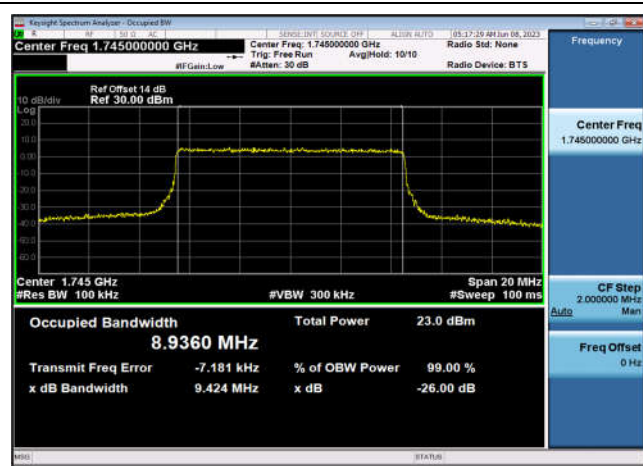 Keysight Spectrum Analyzer - Occupied BW
R RF 50 Ω AC SENSE:INT SOURCE OFF ALIGN AUTO 05:17:29 AM Jun 08, 2023
Center Freq 1.745000000 GHz
Center Freq: 1.745000000 GHz
Radio Std: None
Trig: Free Run Avg|Hold: 10/10
#IFGain:Low #Atten: 30 dB Radio Device: BTS
Frequency
Ref Offset 14 dB
10 dB/div Ref 30.00 dBm
Log
20.0
10.0
0.00
-10.0
-20.0
-30.0
-40.0
-50.0
-60.0
Center 1.745 GHz Span 20 MHz
#Res BW 100 kHz #VBW 300 kHz #Sweep 100 ms
Occupied Bandwidth Total Power 23.0 dBm
8.9360 MHz
Transmit Freq Error -7.181 kHz % of OBW Power 99.00 %
x dB Bandwidth 9.424 MHz x dB -26.00 dB
Center Freq
1.745000000 GHz
CF Step
2.000000 MHz
Auto Man
Freq Offset
0 Hz
MSG STATUS